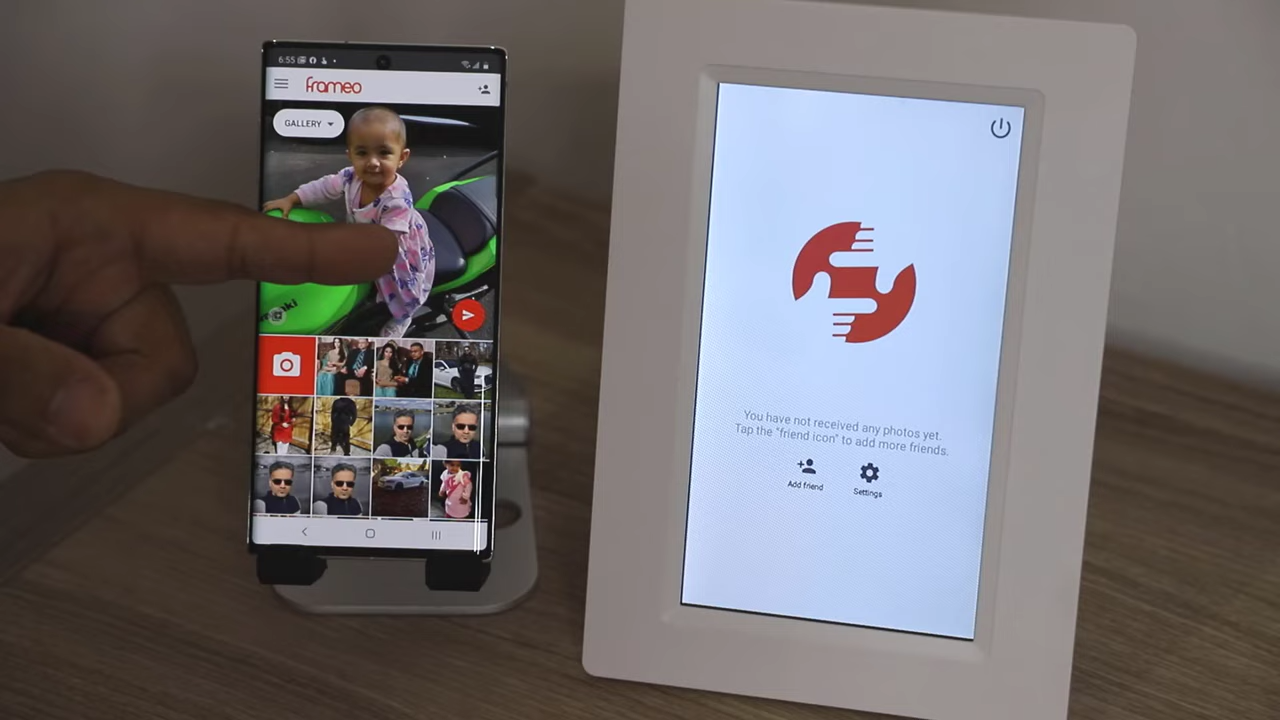 6.55
frameo
GALLERY
You have not received any photos yet.
Tap the "friend icon" to add more friends.
Add friend
Settings